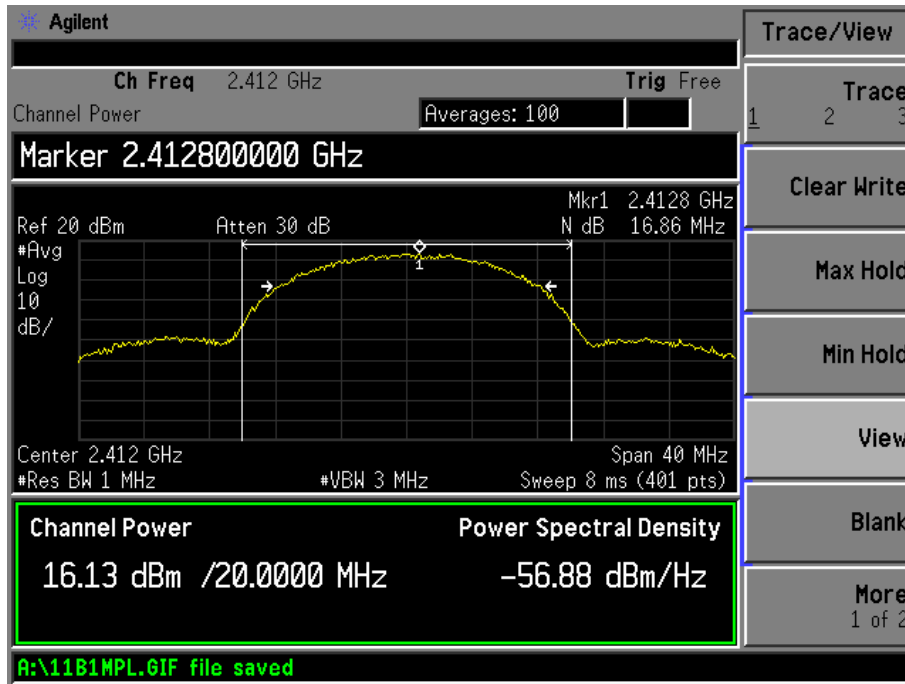 Agilent
Trace/View
Ch Freq 2.412 GHz Trig Free
Channel Power Averages: 100
Trace
1 2 3
Marker 2.412800000 GHz
Clear Write
Mkr1 2.4128 GHz
Ref 20 dBm Atten 30 dB N dB 16.86 MHz
#Avg
Log
10
dB/
1
Max Hold
Min Hold
View
Center 2.412 GHz Span 40 MHz
#Res BW 1 MHz #VBW 3 MHz Sweep 8 ms (401 pts)
Channel Power Power Spectral Density
16.13 dBm /20.0000 MHz -56.88 dBm/Hz
Blank
More
1 of 2
A:\11B1MPL.GIF file saved